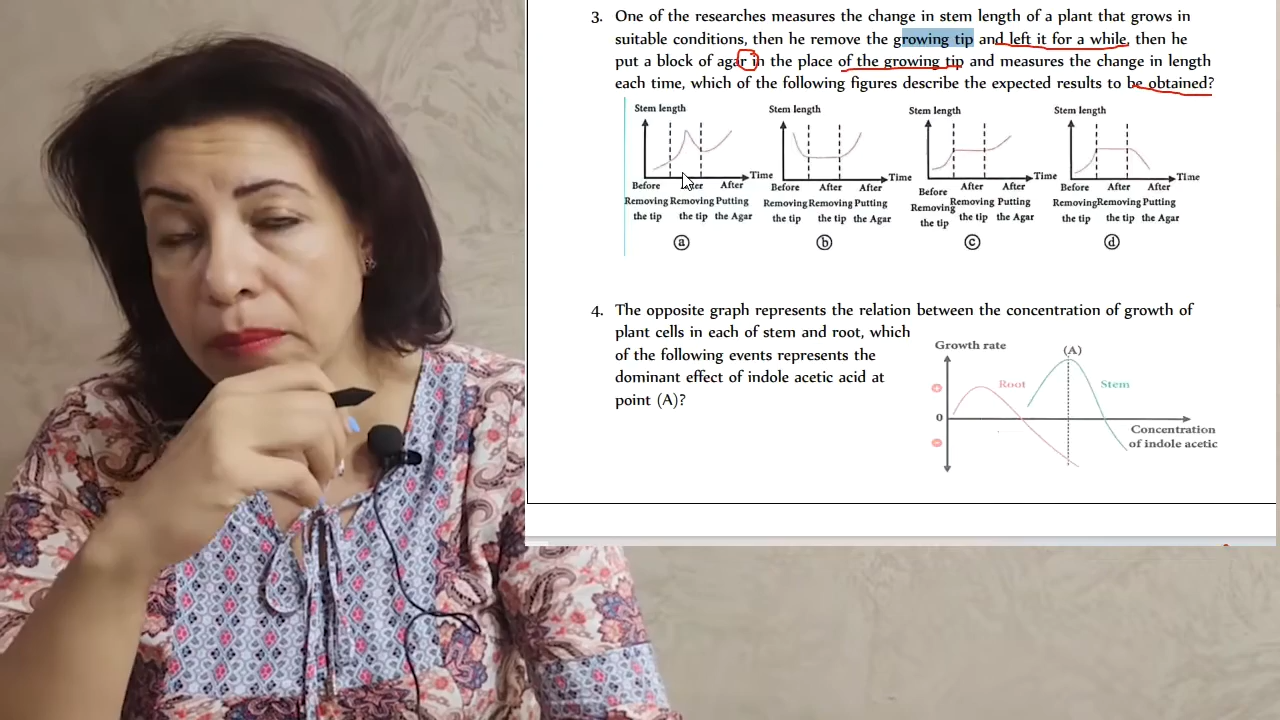 3. One of the researches measures the change in stem length of a plant that grows in
suitable conditions, then he remove the growing tip and left it for a while, then he
put a block of agar in the place of the growing tip and measures the change in length
each time, which of the following figures describe the expected results to be obtained?
Stem length
Time
Before After After
Removing Removing Putting
the tip the tip the Agar
ⓐ
Stem length
Time
Before After After
Removing Removing Putting
the tip the tip the Agar
ⓑ
Stem length
Time
Before After After
Removing Removing Putting
the tip the tip the Agar
ⓒ
Stem length
Time
Before After After
Removing Removing Putting
the tip the tip the Agar
ⓓ
4. The opposite graph represents the relation between the concentration of growth of
plant cells in each of stem and root, which
of the following events represents the
dominant effect of indole acetic acid at
point (A)?
Growth rate
(A)
Root
Stem
+
0
-
Concentration
of indole acetic